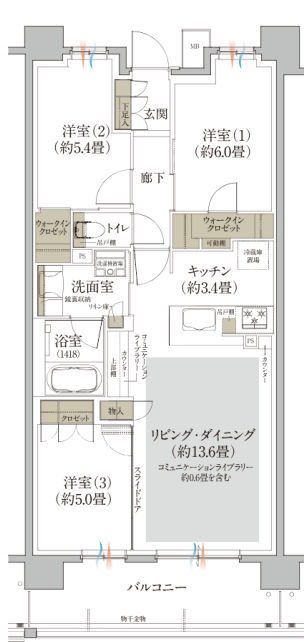 MB
下足入
玄関
洋室(2)
(約5.4畳)
洋室(1)
(約6.0畳)
廊下
ウォークイン
クロゼット
トイレ
吊戸棚
ウォークイン
クロゼット
可動棚
PS
洗濯機置場
冷蔵庫
置場
洗面室
鏡裏収納
リネン庫
キッチン
(約3.4畳)
吊戸棚
PS
浴室
(1418)
コミュニケーション
ライブラリー
カウンター
上部棚
カウンター
クロゼット
物入
リビング・ダイニング
(約13.6畳)
コミュニケーションライブラリー
約0.6畳を含む
洋室(3)
(約5.0畳)
スライドドア
バルコニー
物干金物